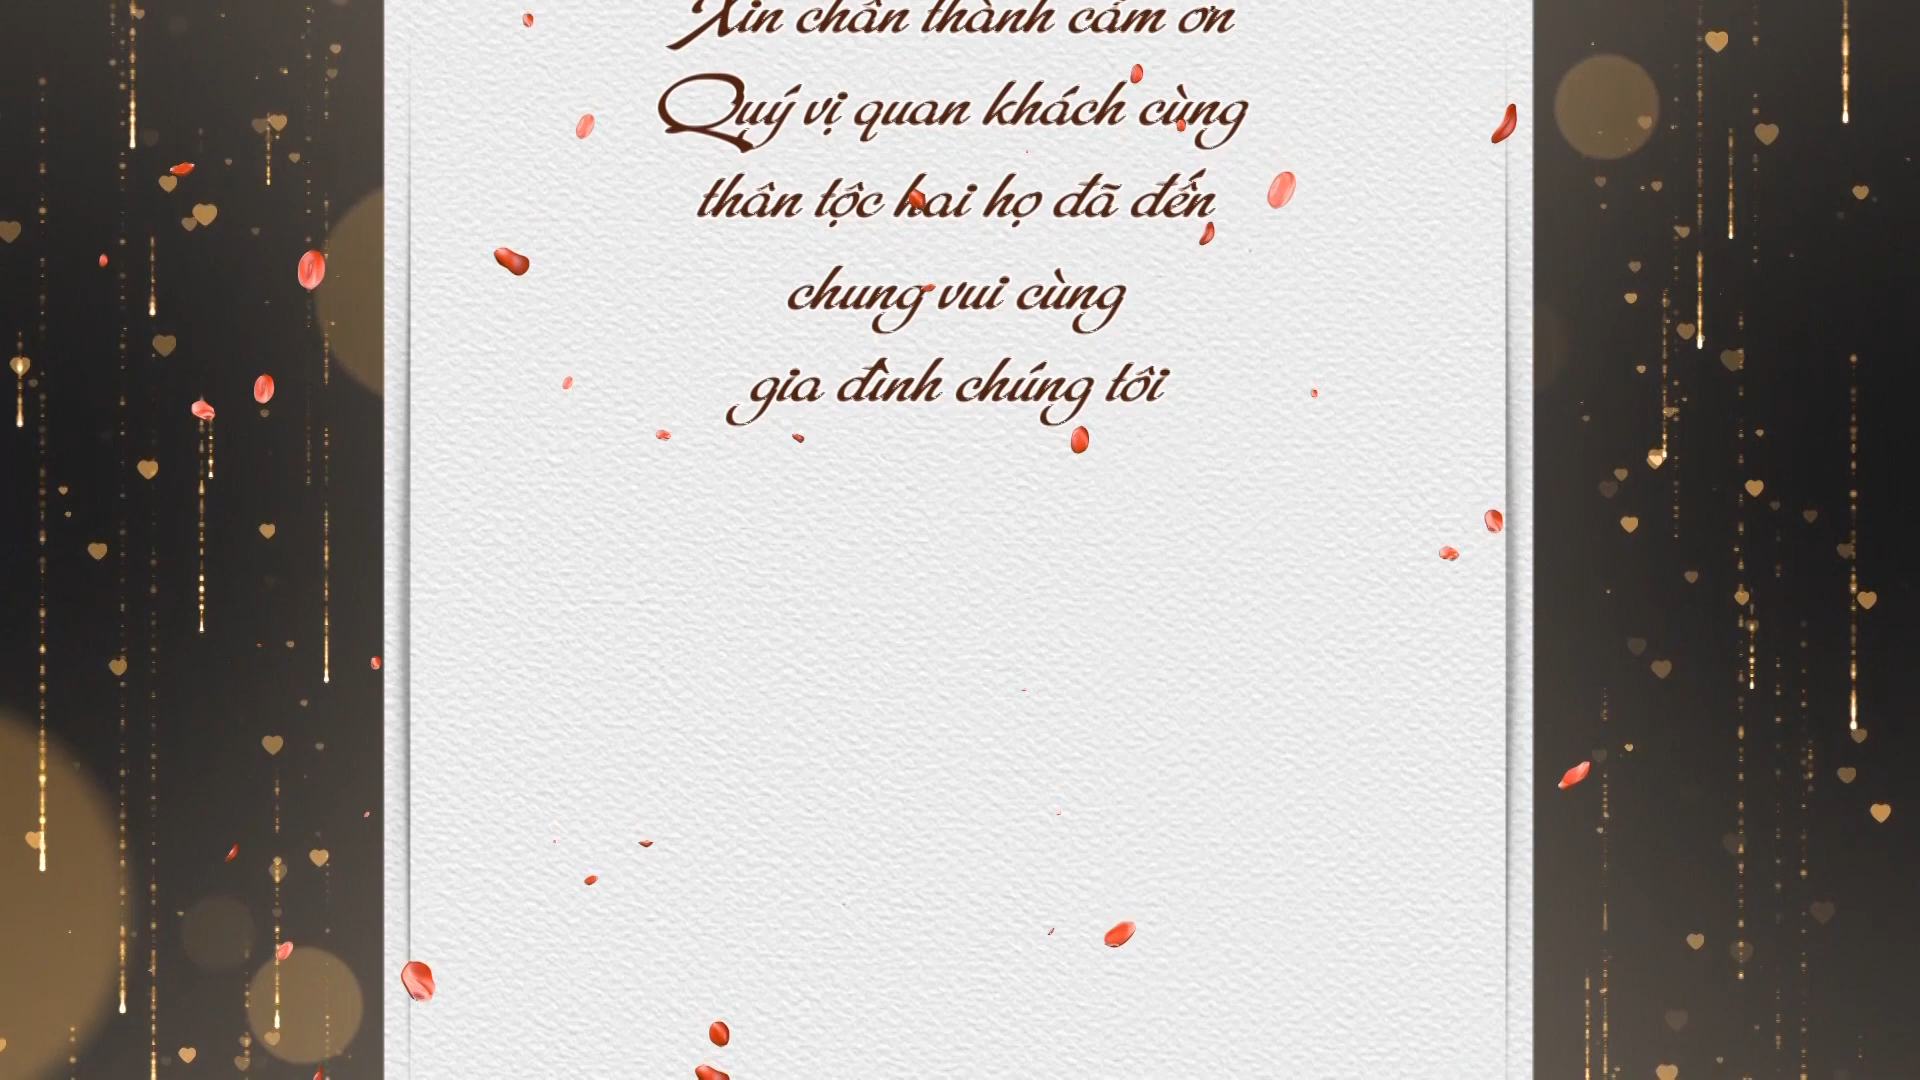 Xin chân thành cảm ơn
Quý vị quan khách cùng
thân tộc hai họ đã đến
chung vui cùng
gia đình chúng tôi